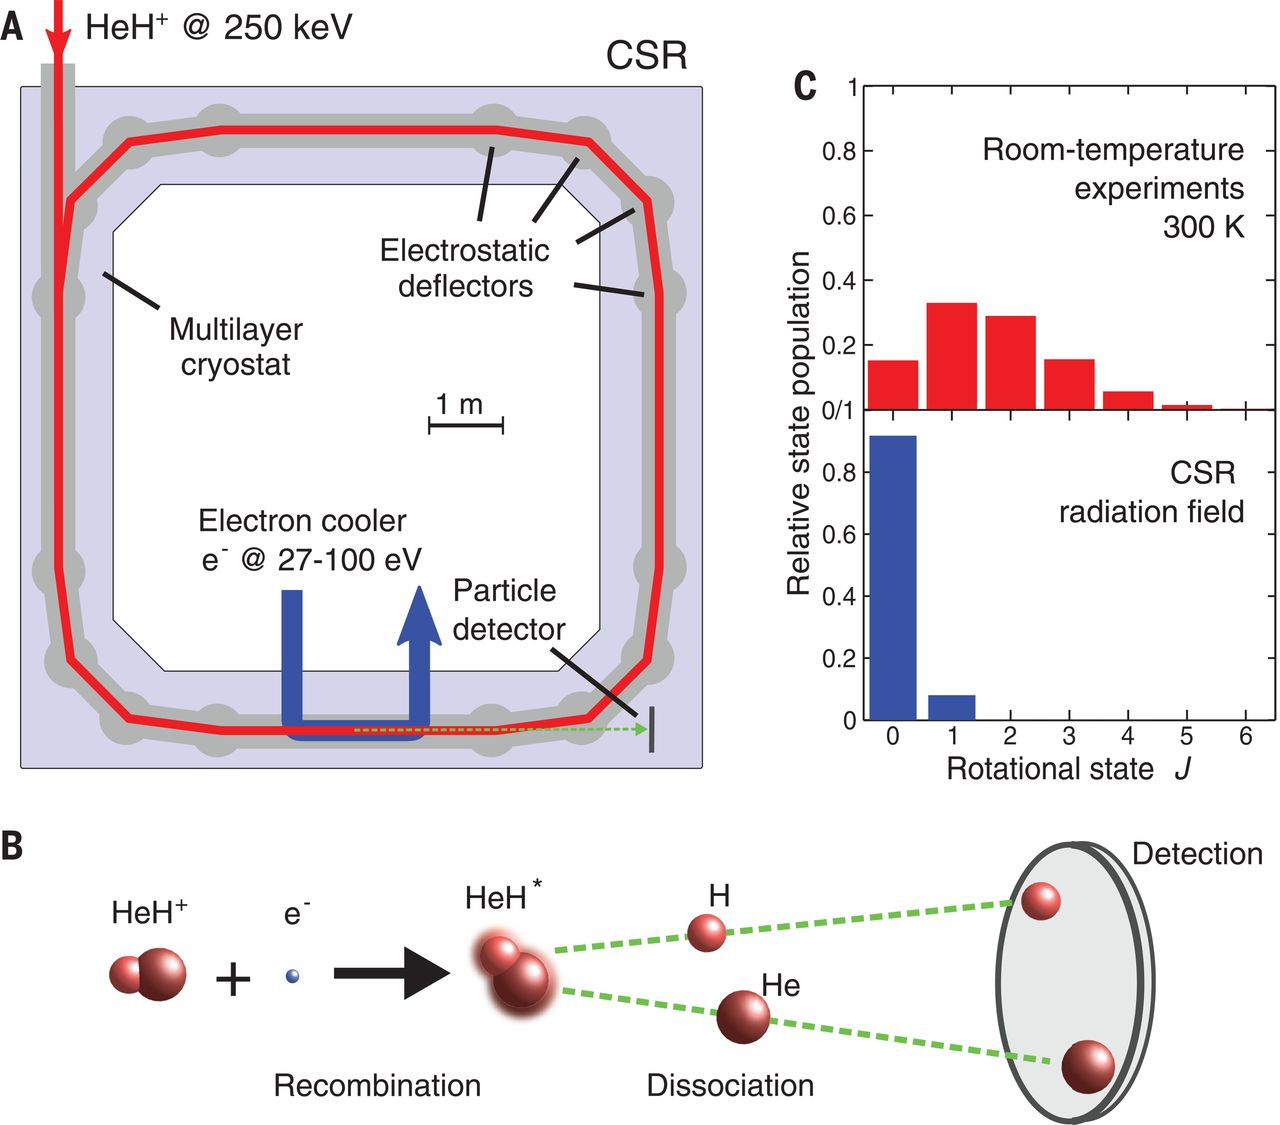 A
HeH⁺ @ 250 keV
CSR
Electrostatic
deflectors
Multilayer
cryostat
1 m
Electron cooler
e⁻ @ 27-100 eV
Particle
detector
C
Relative state population
1
0.8
0.6
0.4
0.2
0/1
0.8
0.6
0.4
0.2
0
Room-temperature
experiments
300 K
CSR
radiation field
0 1 2 3 4 5 6
Rotational state J
B
HeH⁺
+
e⁻
HeH*
H
He
Detection
Recombination
Dissociation